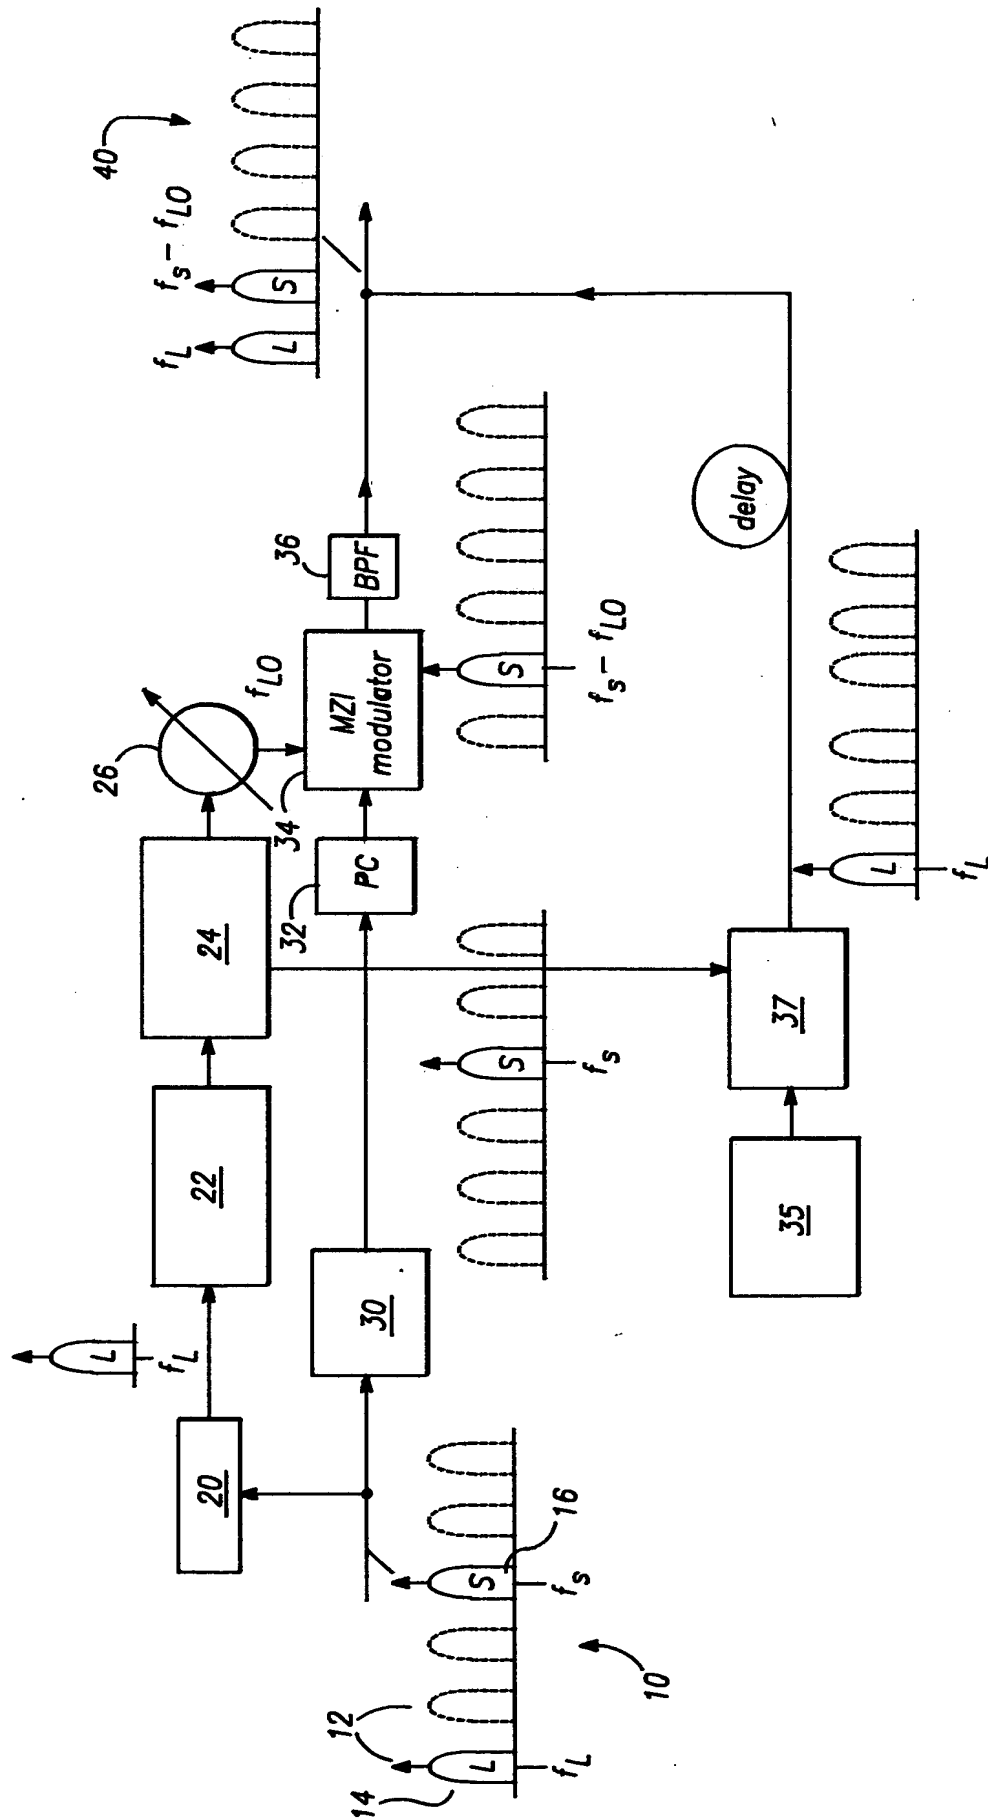 40
f_L
f_S – f_LO
L
S
26
f_LO
24
22
L
f_L
20
34
MZI
modulator
36
BPF
32
PC
30
S
f_S – f_LO
S
f_S
14
12
L
f_L
S
16
f_S
10
delay
37
35
L
f_L